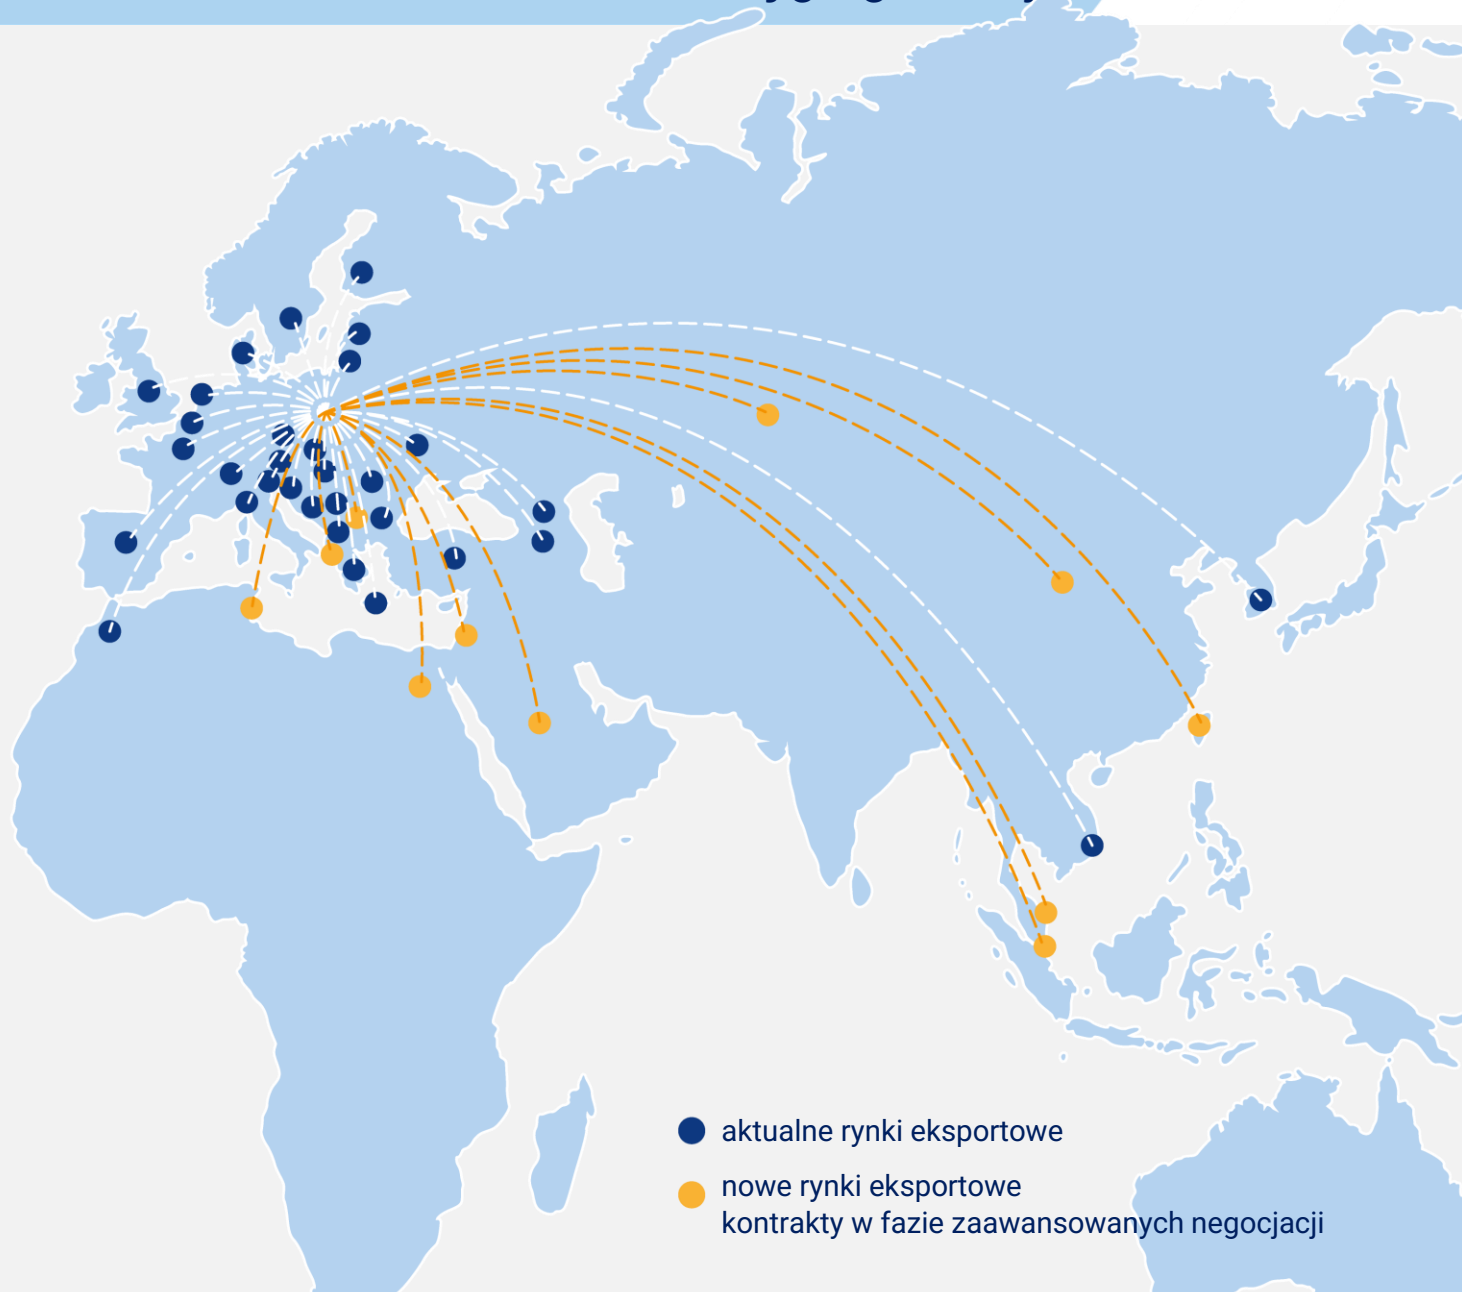 aktualne rynki eksportowe
nowe rynki eksportowe
kontrakty w fazie zaawansowanych negocjacji